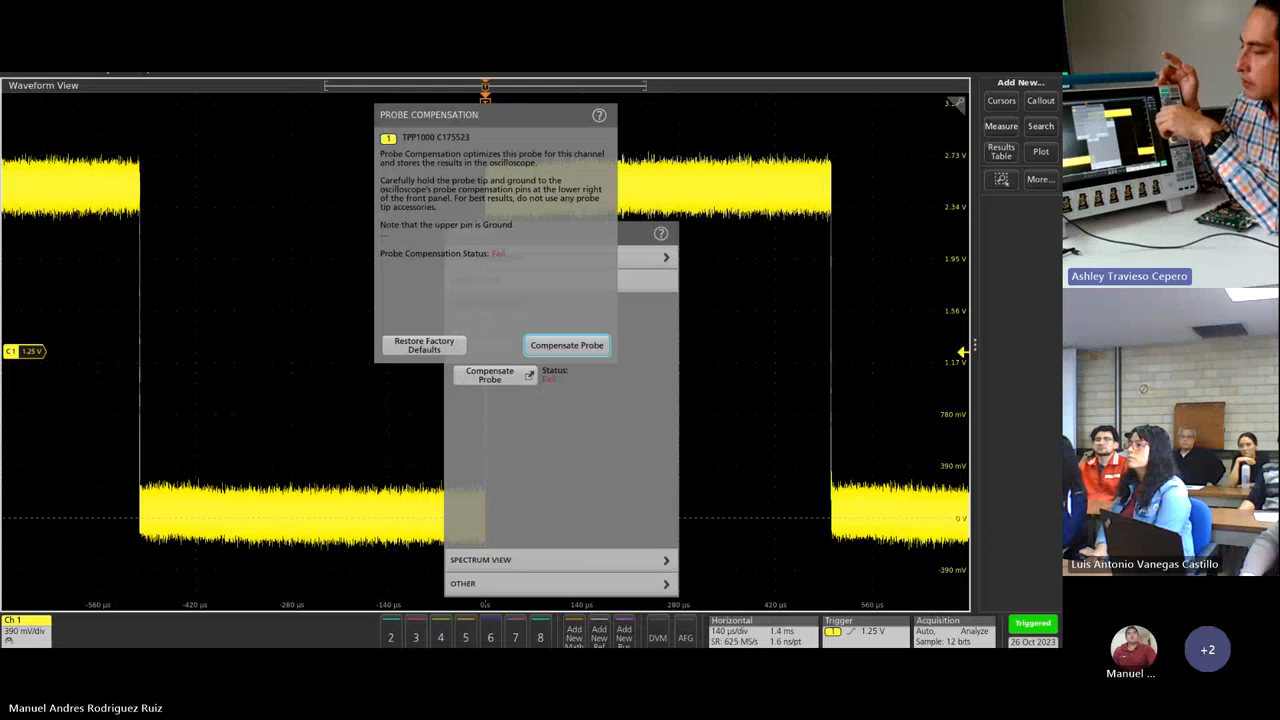 Waveform View
PROBE COMPENSATION
?
1 TPP1000 C175523
Probe Compensation optimizes this probe for this channel
and stores the results in the oscilloscope.
Carefully hold the probe tip and ground to the
oscilloscope's probe compensation pins at the lower right
of the front panel. For best results, do not use any probe
tip accessories.
Note that the upper pin is Ground
...
Probe Compensation Status: Fail
Restore Factory
Defaults
Compensate Probe
?
Compensate
Probe
Status:
Fail
SPECTRUM VIEW
OTHER
C1 1.25 V
2.73 V
2.34 V
1.95 V
1.56 V
1.17 V
780 mV
390 mV
0 V
-390 mV
-560 µs
-420 µs
-280 µs
-140 µs
0 s
140 µs
280 µs
420 µs
560 µs
Add New...
Cursors
Callout
Measure
Search
Results
Table
Plot
More...
Ch 1
390 mV/div
2
3
4
5
6
7
8
Add
New
Math
Add
New
Ref
Add
New
Bus
DVM
AFG
Horizontal
140 µs/div 1.4 ms
SR: 625 MS/s 1.6 ns/pt
Trigger
1 1.25 V
Acquisition
Auto, Analyze
Sample: 12 bits
Triggered
26 Oct 2023
Ashley Travieso Cepero
Luis Antonio Vanegas Castillo
Manuel ...
+2
Manuel Andres Rodriguez Ruiz